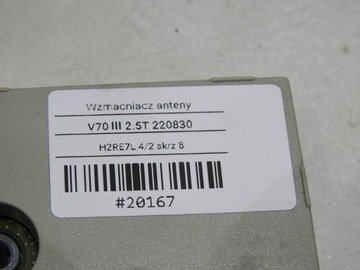 Wzmacniacz anteny
V70 III 2.5T 220830
H2RE7L 4/2 skrz 8
#20167